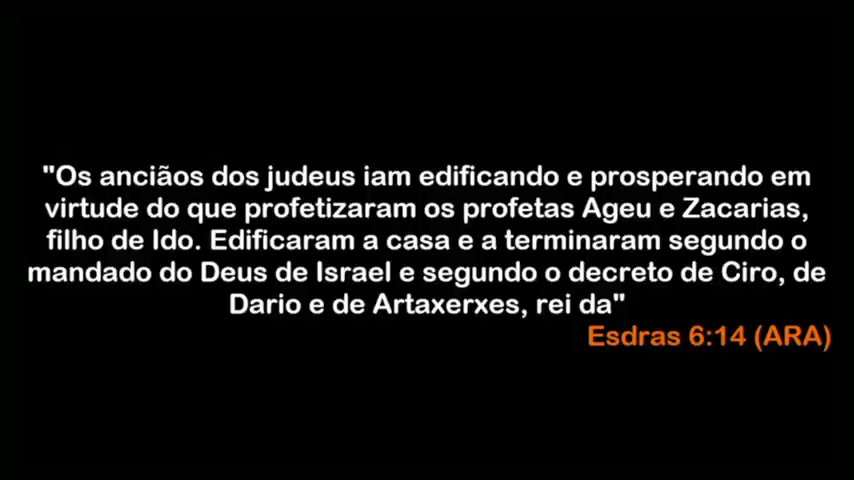 "Os anciãos dos judeus iam edificando e prosperando em
virtude do que profetizaram os profetas Ageu e Zacarias,
filho de Ido. Edificaram a casa e a terminaram segundo o
mandado do Deus de Israel e segundo o decreto de Ciro, de
Dario e de Artaxerxes, rei da"
Esdras 6:14 (ARA)